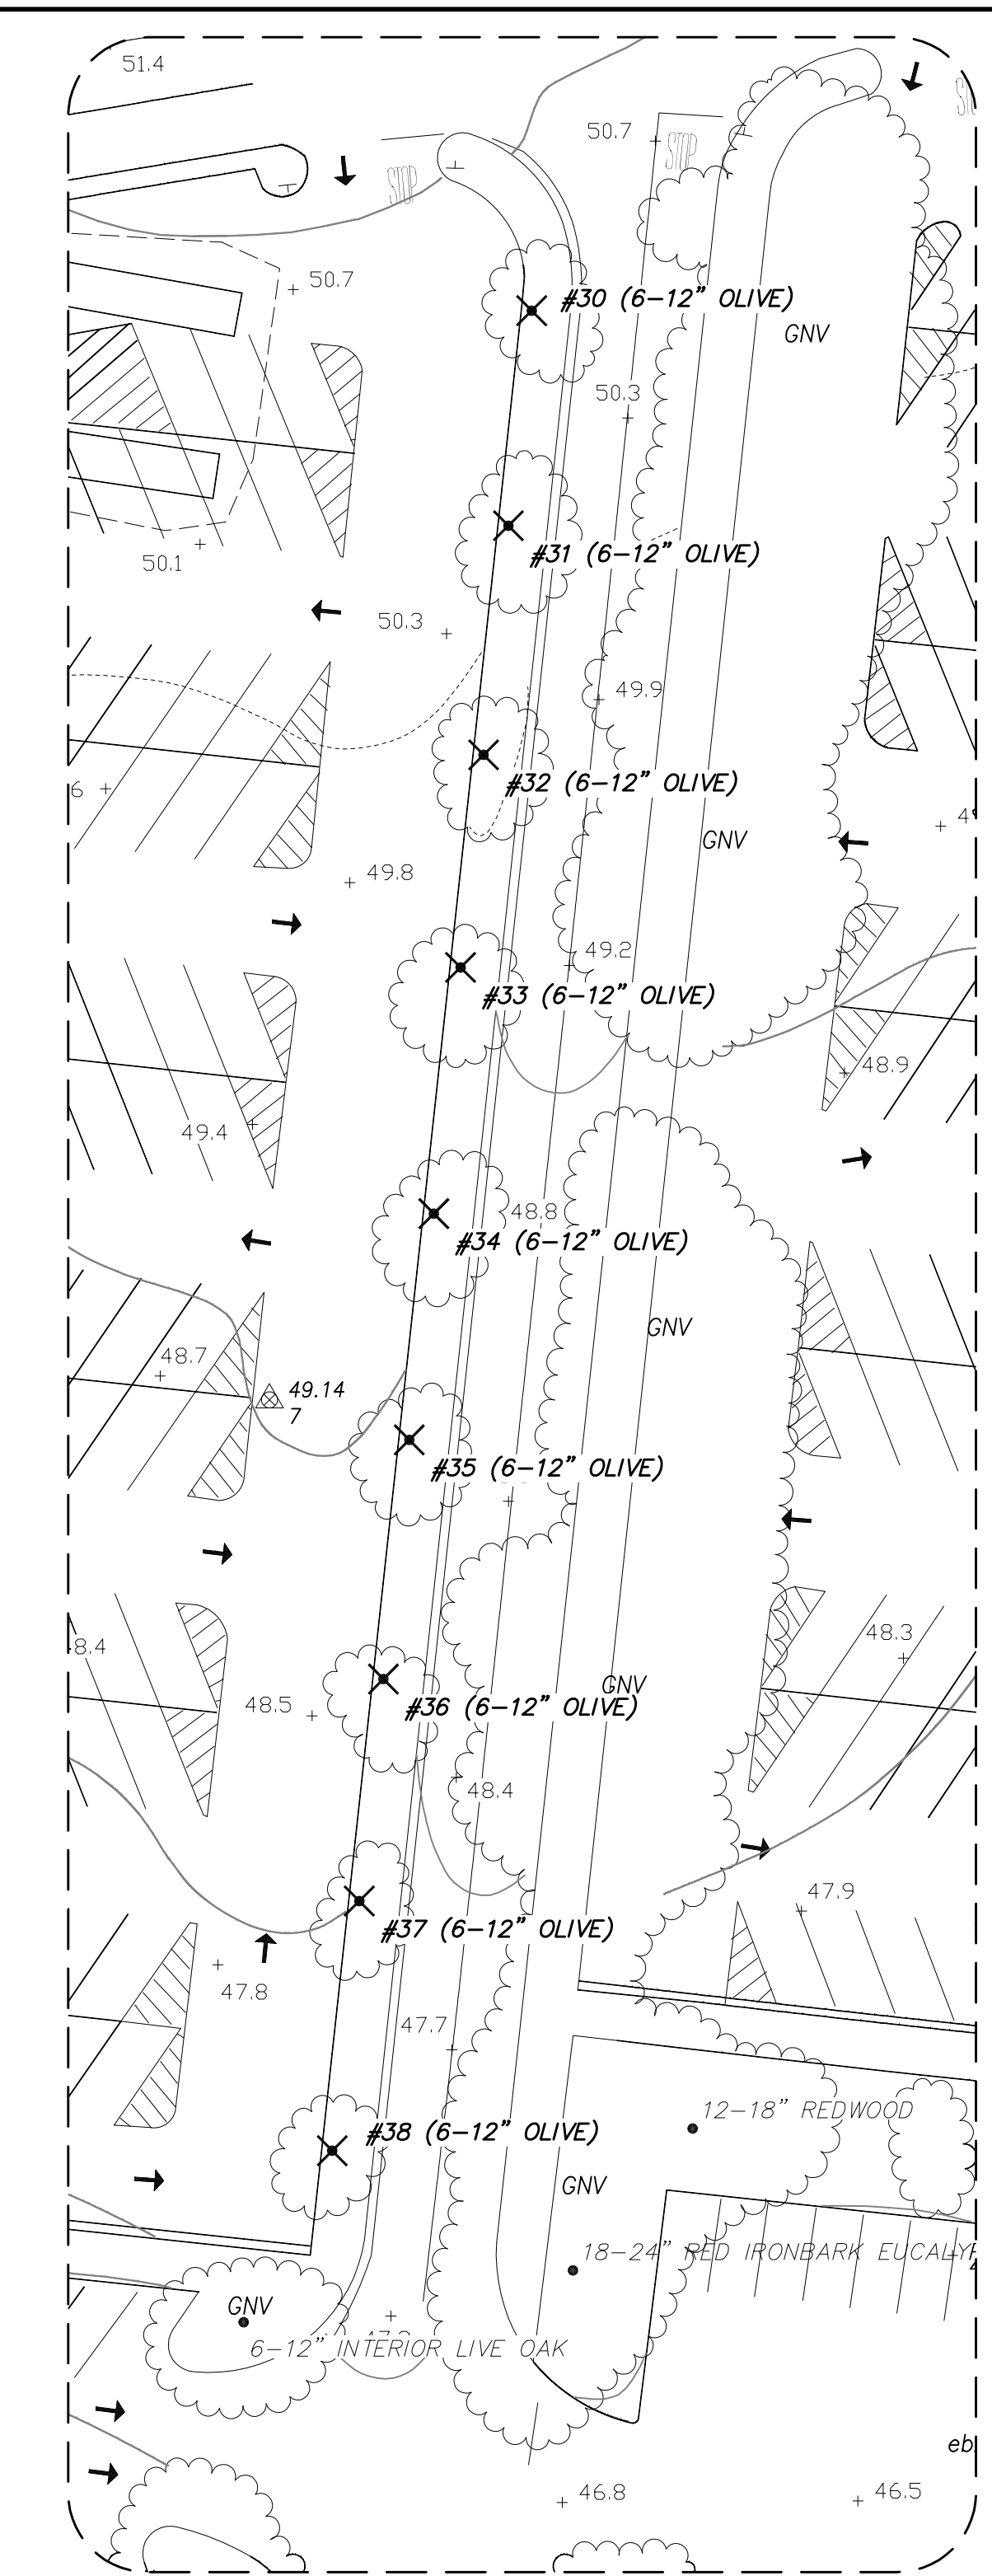 51.4
STOP
50.7
STOP
50.7
#30 (6-12" OLIVE)
GNV
50.3
#31 (6-12" OLIVE)
50.1
50.3
49.9
#32 (6-12" OLIVE)
6
GNV
49.8
49.2
#33 (6-12" OLIVE)
48.9
49.4
48.8
#34 (6-12" OLIVE)
GNV
48.7
49.14
7
#35 (6-12" OLIVE)
48.3
8.4
GNV
48.5
#36 (6-12" OLIVE)
48.4
47.9
#37 (6-12" OLIVE)
47.8
47.7
12-18" REDWOOD
#38 (6-12" OLIVE)
GNV
18-24" RED IRONBARK EUCALY
GNV
6-12" INTERIOR LIVE OAK
eb
46.8
46.5